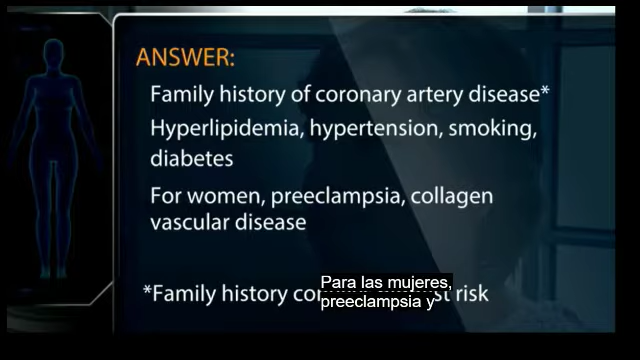 ANSWER:
Family history of coronary artery disease*
Hyperlipidemia, hypertension, smoking,
diabetes
For women, preeclampsia, collagen
vascular disease
*Family history risk
Para las mujeres,
preeclampsia y